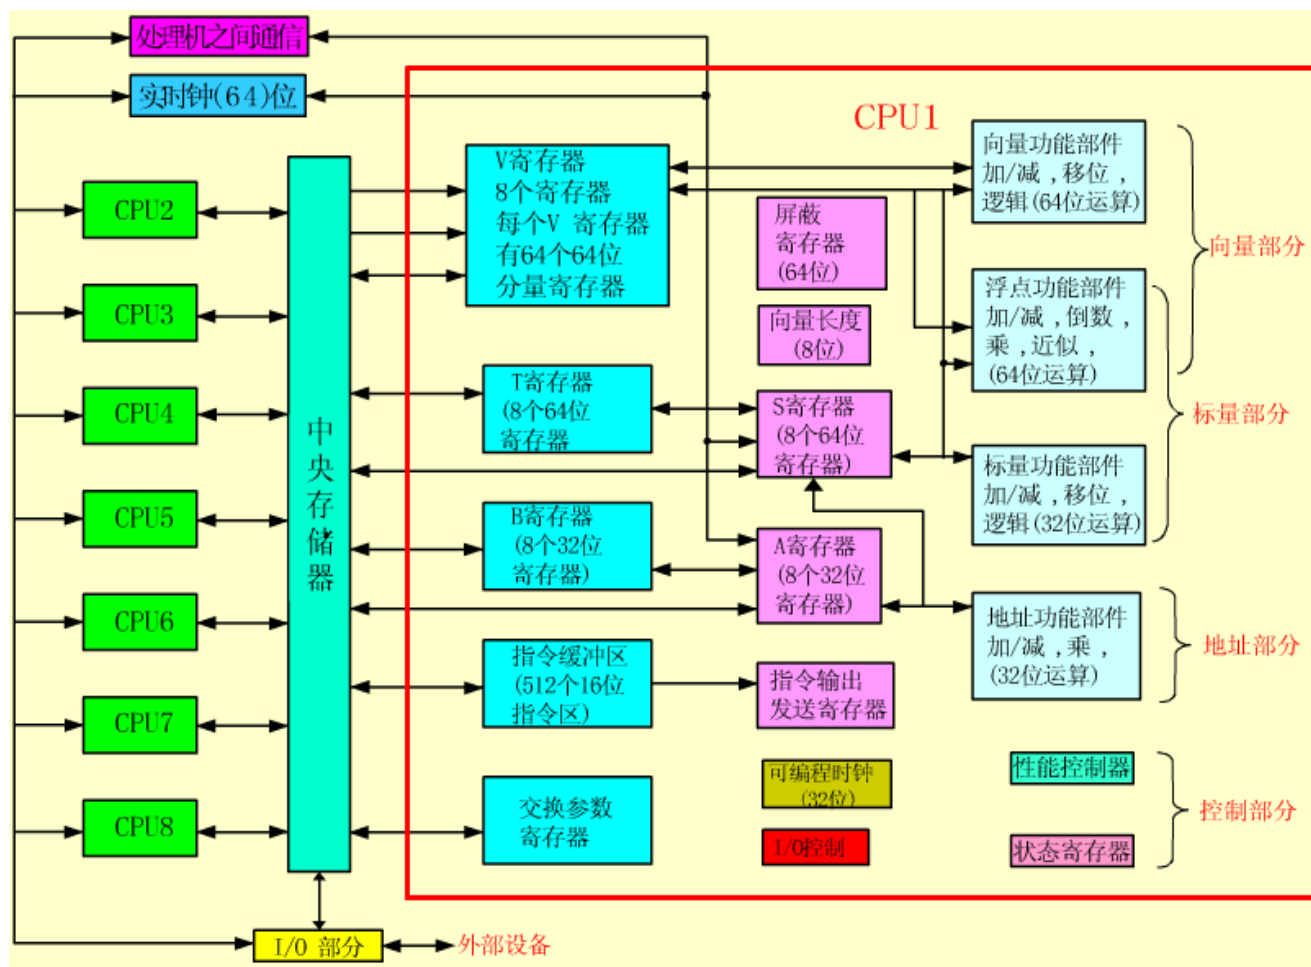 处理机之间通信
实时钟(64)位
CPU1
CPU2
CPU3
CPU4
CPU5
CPU6
CPU7
CPU8
中
央
存
储
器
V寄存器
8个寄存器
每个V 寄存器
有64个64位
分量寄存器
T寄存器
(8个64位
寄存器
B寄存器
(8个32位
寄存器)
指令缓冲区
(512个16位
指令区)
交换参数
寄存器
屏蔽
寄存器
(64位)
向量长度
(8位)
S寄存器
(8个64位
寄存器)
A寄存器
(8个32位
寄存器)
指令输出
发送寄存器
可编程时钟
(32位)
I/O控制
向量功能部件
加/减,移位,
逻辑(64位运算)
浮点功能部件
加/减,倒数,
乘,近似,
(64位运算)
标量功能部件
加/减,移位,
逻辑(32位运算)
地址功能部件
加/减,乘,
(32位运算)
性能控制器
状态寄存器
向量部分
标量部分
地址部分
控制部分
I/O 部分
外部设备